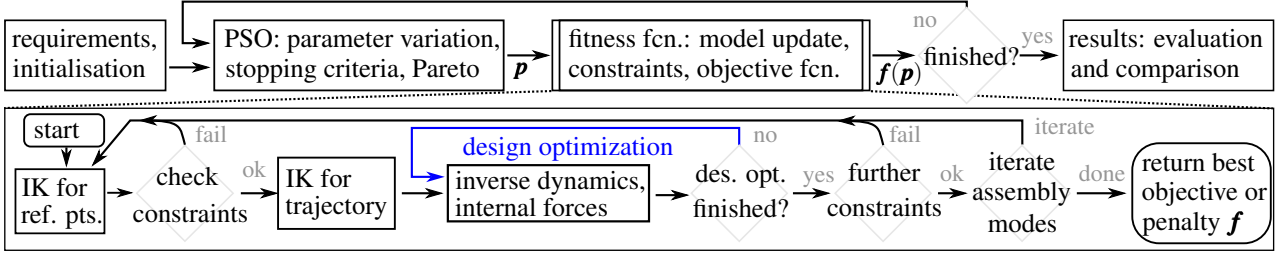 requirements,
initialisation
PSO: parameter variation,
stopping criteria, Pareto
p
fitness fcn.: model update,
constraints, objective fcn.
f(p)
no
finished?
yes
results: evaluation
and comparison
start
IK for
ref. pts.
fail
check
constraints
ok
IK for
trajectory
design optimization
inverse dynamics,
internal forces
no
des. opt.
finished?
yes
fail
further
constraints
ok
iterate
iterate
assembly
modes
done
return best
objective or
penalty f